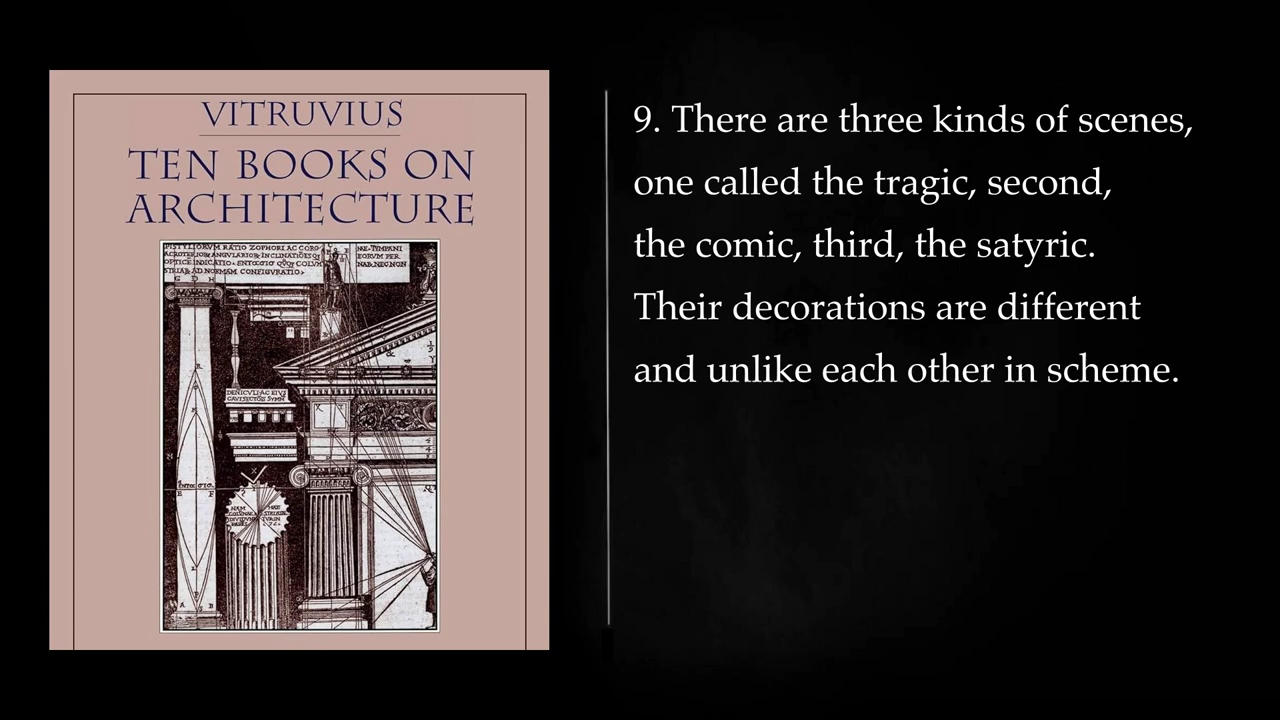 VITRUVIUS
TEN BOOKS ON
ARCHITECTURE
9. There are three kinds of scenes,
one called the tragic, second,
the comic, third, the satyric.
Their decorations are different
and unlike each other in scheme.